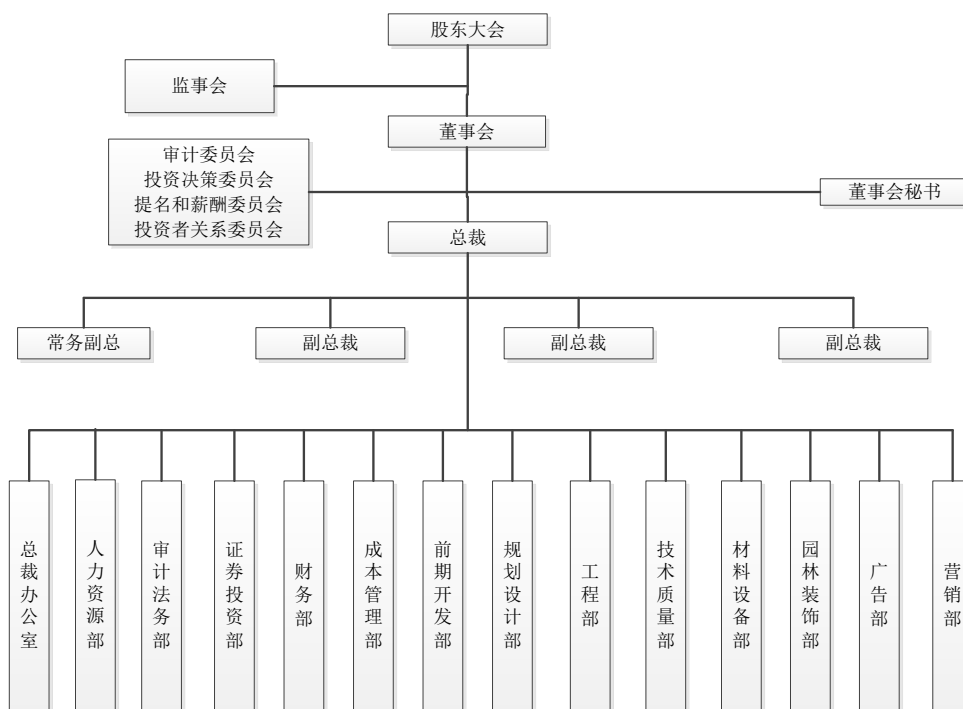 股东大会
监事会
董事会
审计委员会
投资决策委员会
提名和薪酬委员会
投资者关系委员会
董事会秘书
总裁
常务副总
副总裁
副总裁
副总裁
总裁办公室
人力资源部
审计法务部
证券投资部
财务部
成本管理部
前期开发部
规划设计部
工程部
技术质量部
材料设备部
园林装饰部
广告部
营销部